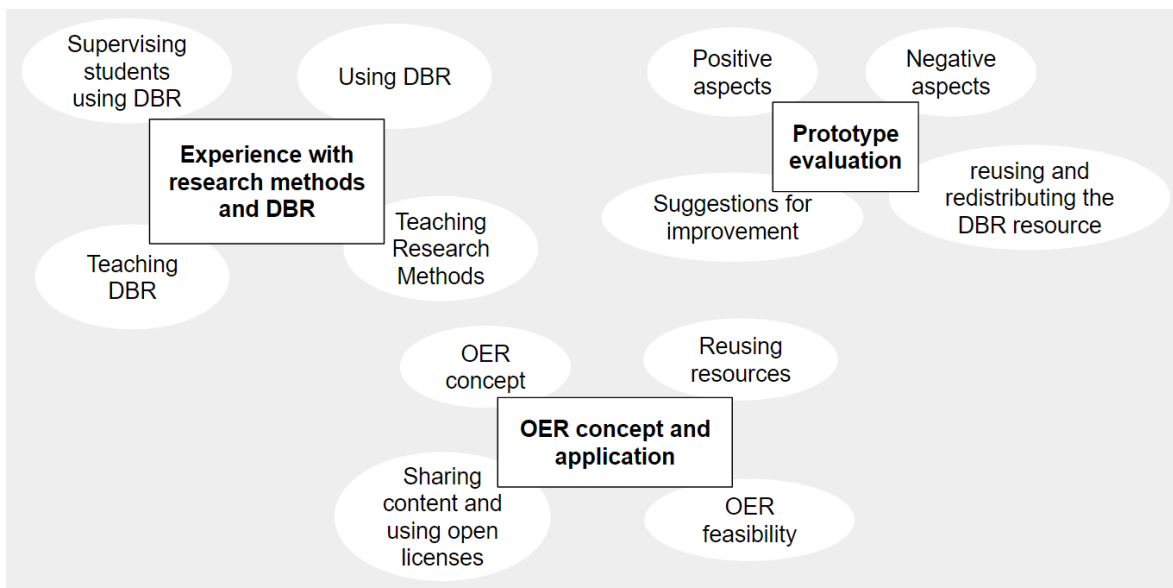 Supervising
students
using DBR
Using DBR
Experience with
research methods
and DBR
Teaching
DBR
Teaching
Research
Methods
Positive
aspects
Negative
aspects
Prototype
evaluation
Suggestions for
improvement
reusing and
redistributing the
DBR resource
OER
concept
Reusing
resources
OER concept and
application
Sharing
content and
using open
licenses
OER
feasibility